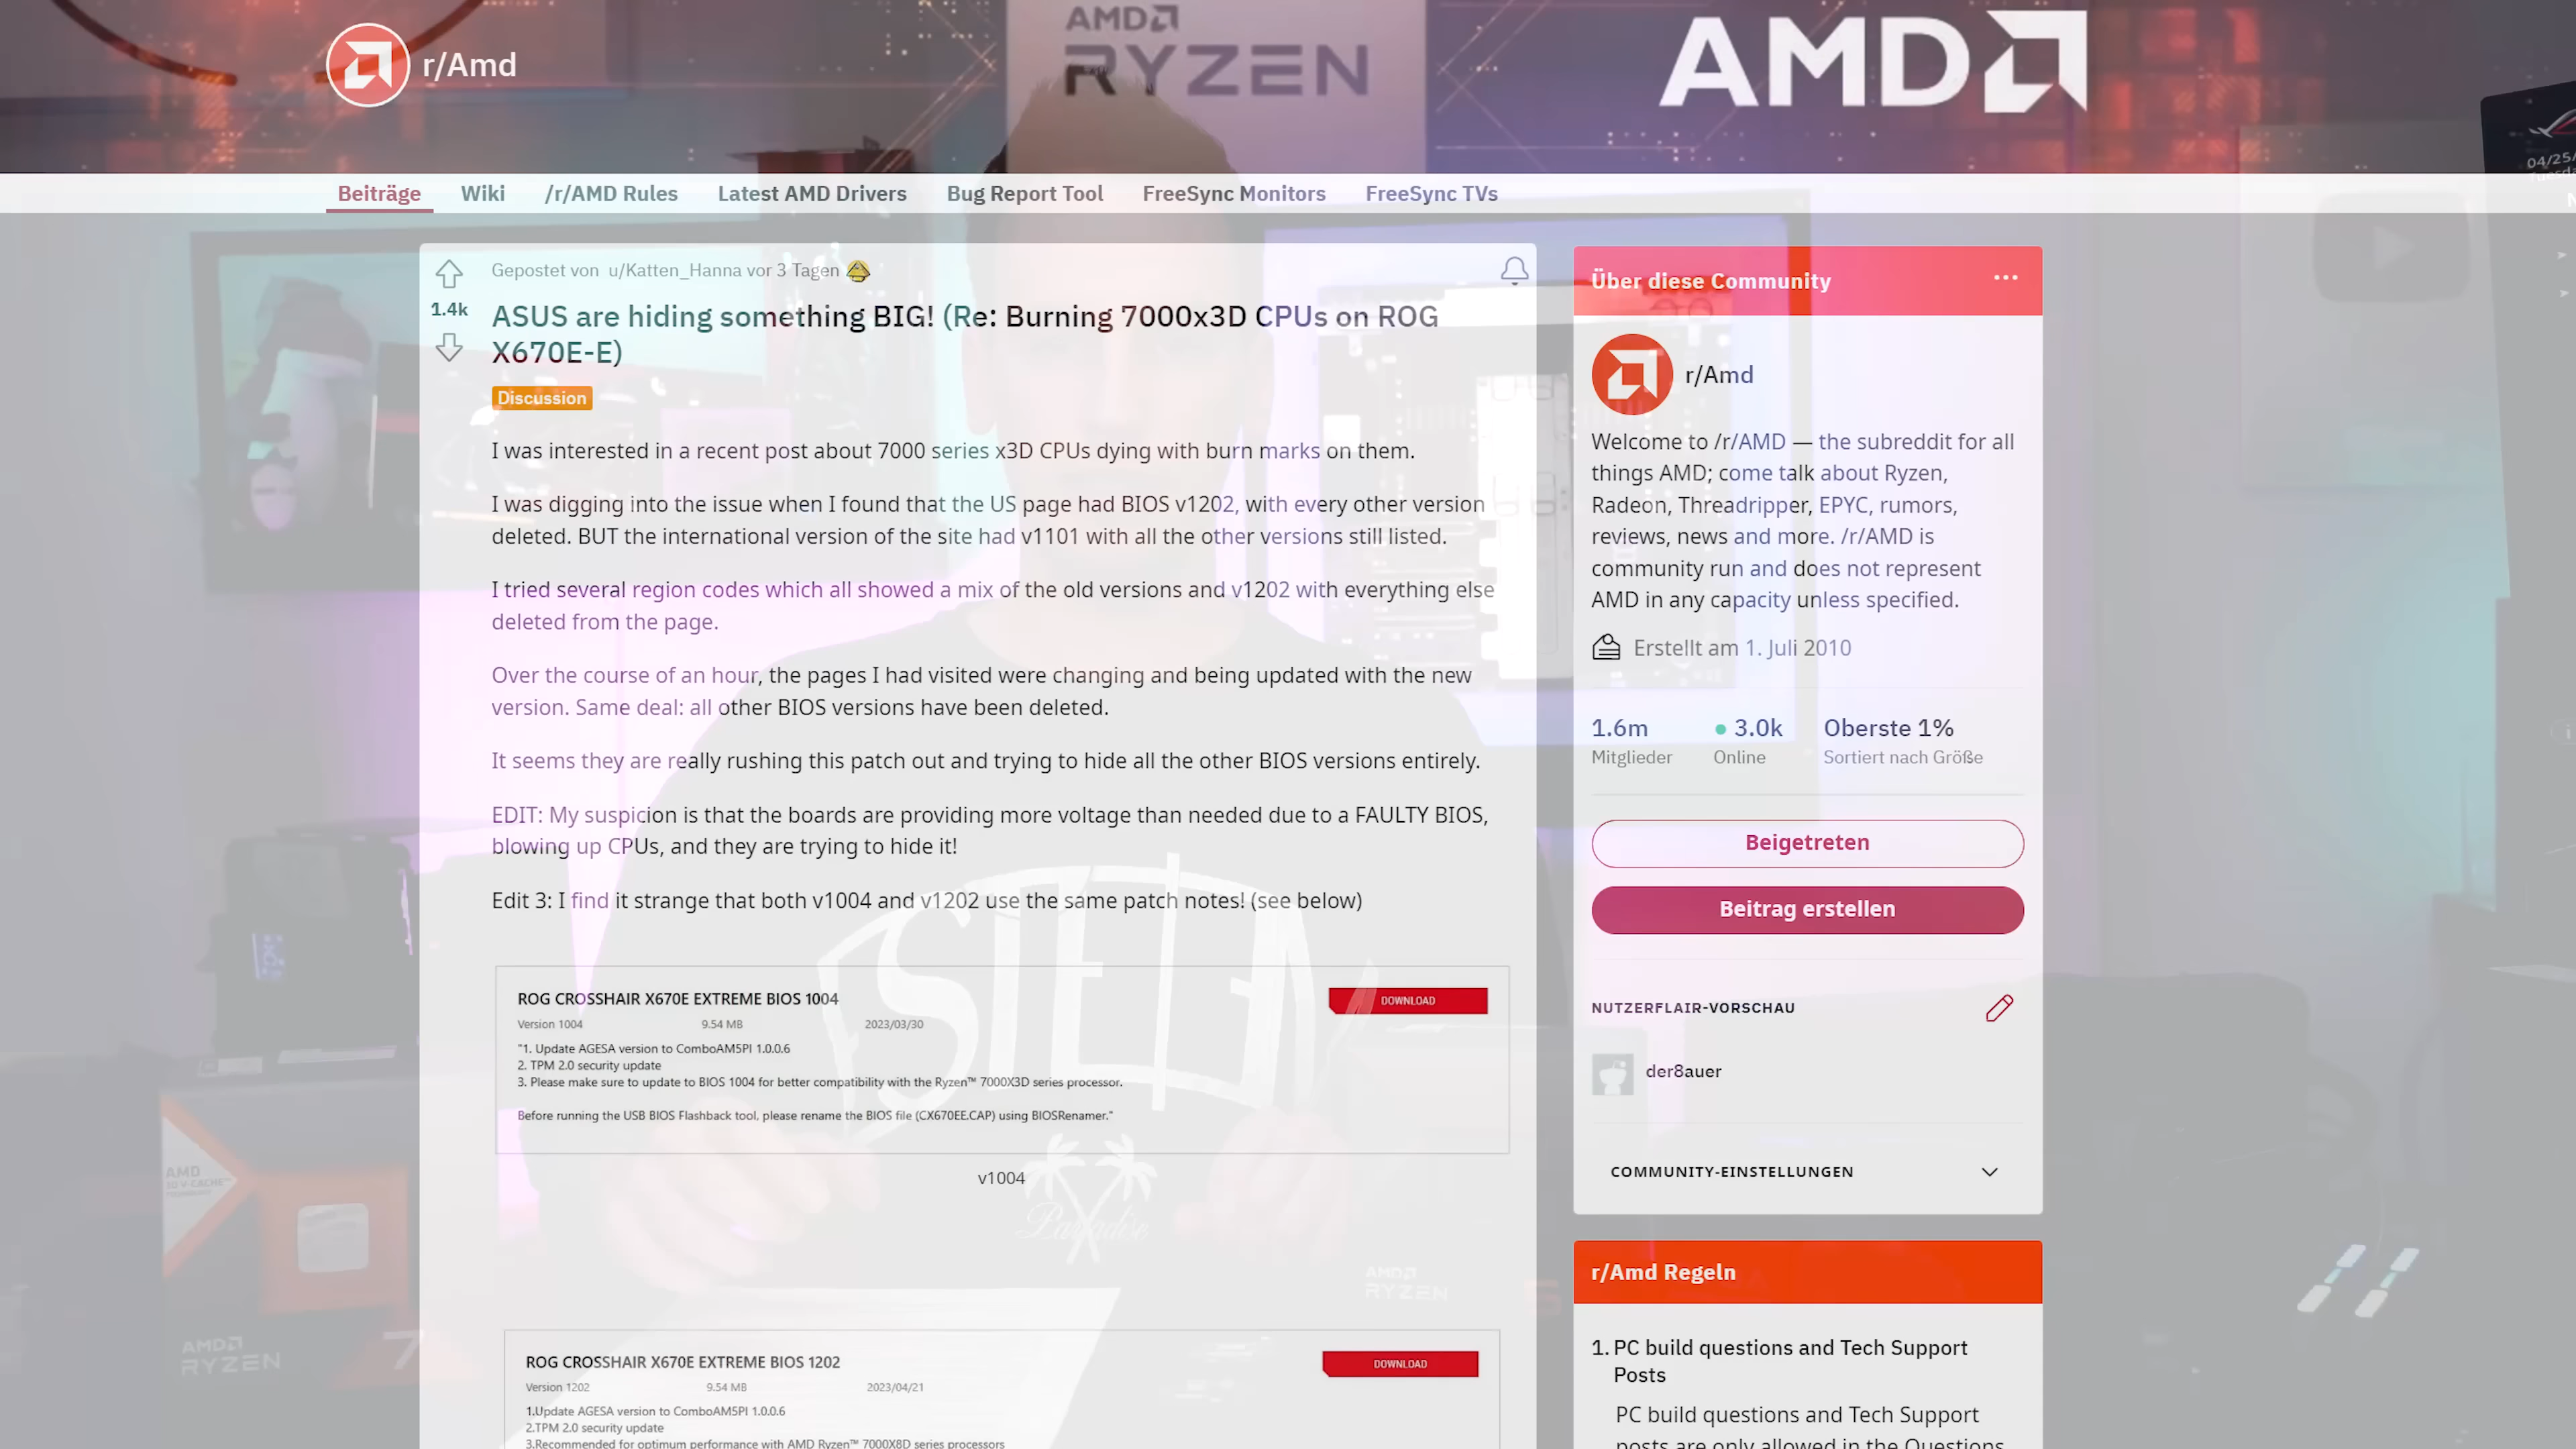 AMD
RYZEN
AMD
r/Amd
04/25/
Beiträge Wiki /r/AMD Rules Latest AMD Drivers Bug Report Tool FreeSync Monitors FreeSync TVs
Gepostet von u/Katten_Hanna vor 3 Tagen
1.4k
ASUS are hiding something BIG! (Re: Burning 7000x3D CPUs on ROG
X670E-E)
Discussion
I was interested in a recent post about 7000 series x3D CPUs dying with burn marks on them.
I was digging into the issue when I found that the US page had BIOS v1202, with every other version
deleted. BUT the international version of the site had v1101 with all the other versions still listed.
I tried several region codes which all showed a mix of the old versions and v1202 with everything else
deleted from the page.
Over the course of an hour, the pages I had visited were changing and being updated with the new
version. Same deal: all other BIOS versions have been deleted.
It seems they are really rushing this patch out and trying to hide all the other BIOS versions entirely.
EDIT: My suspicion is that the boards are providing more voltage than needed due to a FAULTY BIOS,
blowing up CPUs, and they are trying to hide it!
Edit 3: I find it strange that both v1004 and v1202 use the same patch notes! (see below)
ROG CROSSHAIR X670E EXTREME BIOS 1004
DOWNLOAD
Version 1004 9.54 MB 2023/03/30
"1. Update AGESA version to ComboAM5PI 1.0.0.6
2. TPM 2.0 security update
3. Please make sure to update to BIOS 1004 for better compatibility with the Ryzen™ 7000X3D series processor.
Before running the USB BIOS Flashback tool, please rename the BIOS file (CX670EE.CAP) using BIOSRenamer."
v1004
Paradise
AMD
RYZEN
ROG CROSSHAIR X670E EXTREME BIOS 1202
DOWNLOAD
Version 1202 9.54 MB 2023/04/21
1.Update AGESA version to ComboAM5PI 1.0.0.6
2.TPM 2.0 security update
3.Recommended for optimum performance with AMD Ryzen™ 7000X3D series processors
Über diese Community
r/Amd
Welcome to /r/AMD — the subreddit for all
things AMD; come talk about Ryzen,
Radeon, Threadripper, EPYC, rumors,
reviews, news and more. /r/AMD is
community run and does not represent
AMD in any capacity unless specified.
Erstellt am 1. Juli 2010
1.6m 3.0k Oberste 1%
Mitglieder Online Sortiert nach Größe
Beigetreten
Beitrag erstellen
NUTZERFLAIR-VORSCHAU
der8auer
COMMUNITY-EINSTELLUNGEN
r/Amd Regeln
1. PC build questions and Tech Support
Posts
PC build questions and Tech Support
posts are only allowed in the Questions
AMD
3D V-CACHE™
AMD
RYZEN 7